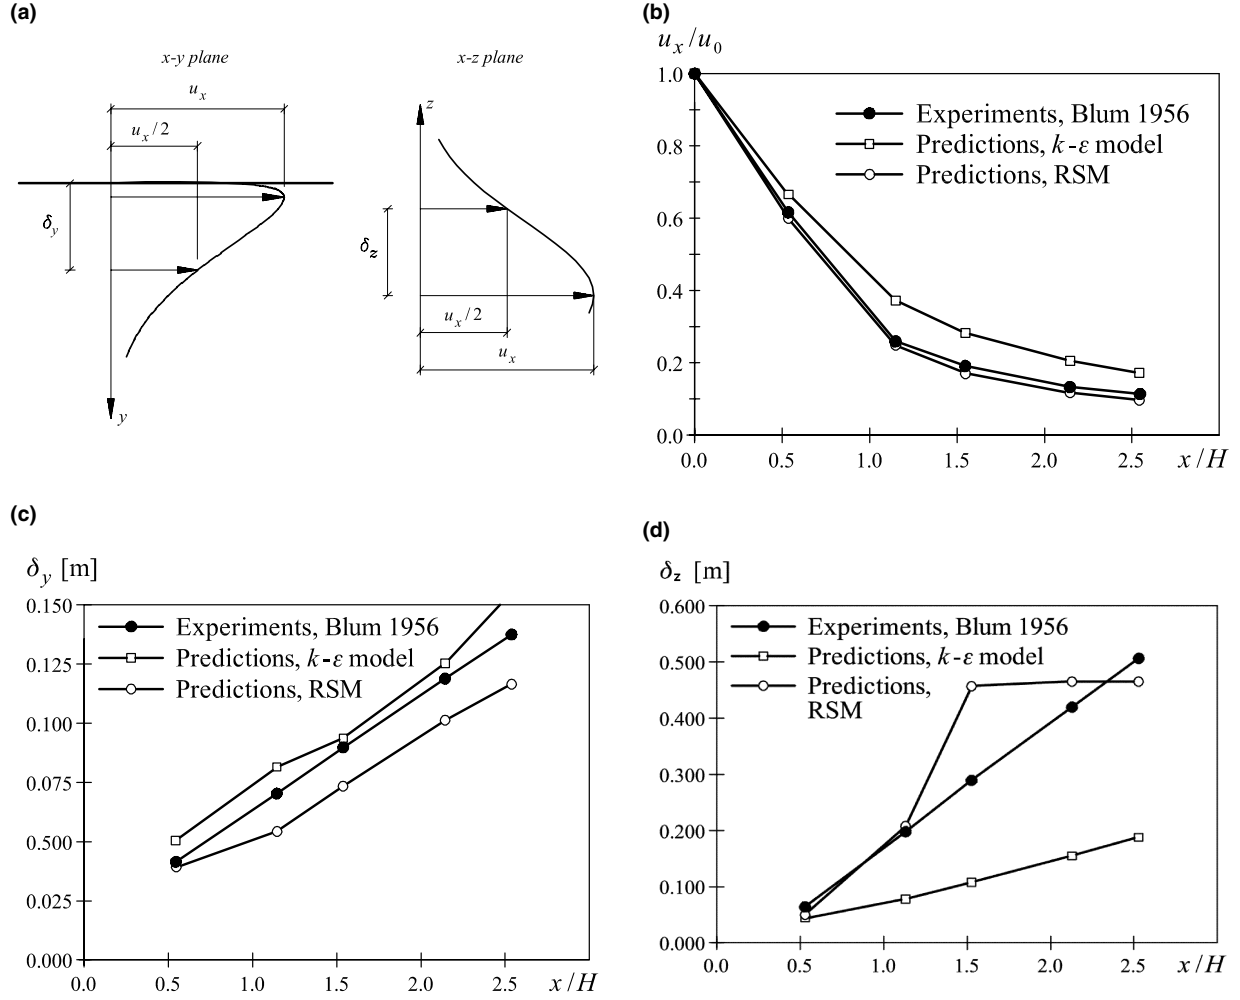 (a)
x-y plane
u_x
u_x/2
δ_y
y
x-z plane
z
δ_z
u_x/2
u_x
(b)
u_x/u_0
1.0
0.8
0.6
0.4
0.2
0.0
Experiments, Blum 1956
Predictions, k-ε model
Predictions, RSM
0.0 0.5 1.0 1.5 2.0 2.5 x/H
(c)
δ_y [m]
0.150
0.125
0.100
0.075
0.500
0.025
0.000
Experiments, Blum 1956
Predictions, k-ε model
Predictions, RSM
0.0 0.5 1.0 1.5 2.0 2.5 x/H
(d)
δ_z [m]
0.600
0.500
0.400
0.300
0.200
0.100
0.000
Experiments, Blum 1956
Predictions, k-ε model
Predictions,
RSM
0.0 0.5 1.0 1.5 2.0 2.5 x/H